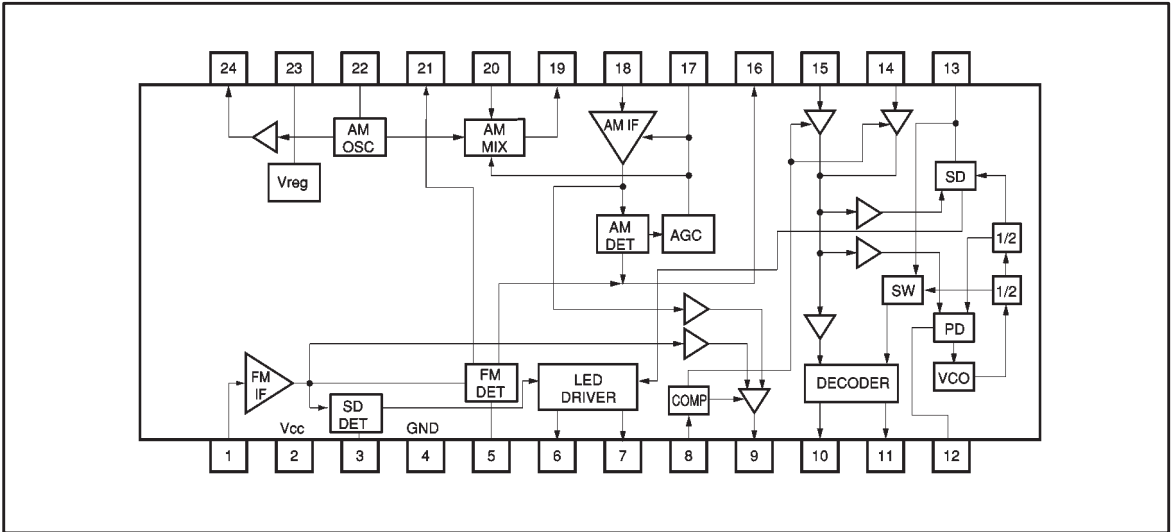 24 23 22 21 20 19 18 17 16 15 14 13
AM IF
AM
OSC
AM
MIX
Vreg
SD
AM
DET
AGC
1/2
SW
1/2
PD
FM
IF
FM
DET
LED
DRIVER
DECODER
VCO
COMP
SD
DET
Vcc
GND
1 2 3 4 5 6 7 8 9 10 11 12